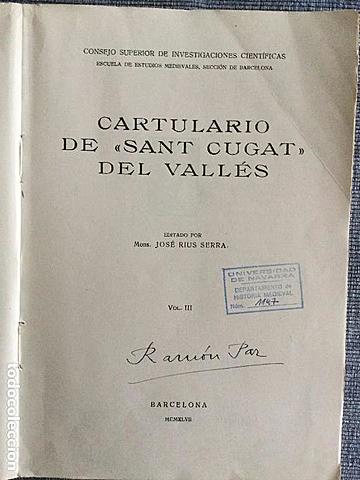 CONSEJO SUPERIOR DE INVESTIGACIONES CIENTÍFICAS
ESCUELA DE ESTUDIOS MEDIEVALES, SECCIÓN DE BARCELONA
CARTULARIO
DE «SANT CUGAT»
DEL VALLÉS
EDITADO POR
Mons. JOSÉ RIUS SERRA
UNIVERSIDAD
DE NAVARRA
DEPARTAMENTO de
HISTORIA MEDIEVAL
Núm. 1147
VOL. III
Ramón Paz
BARCELONA
MCMXLVII
todocoleccion